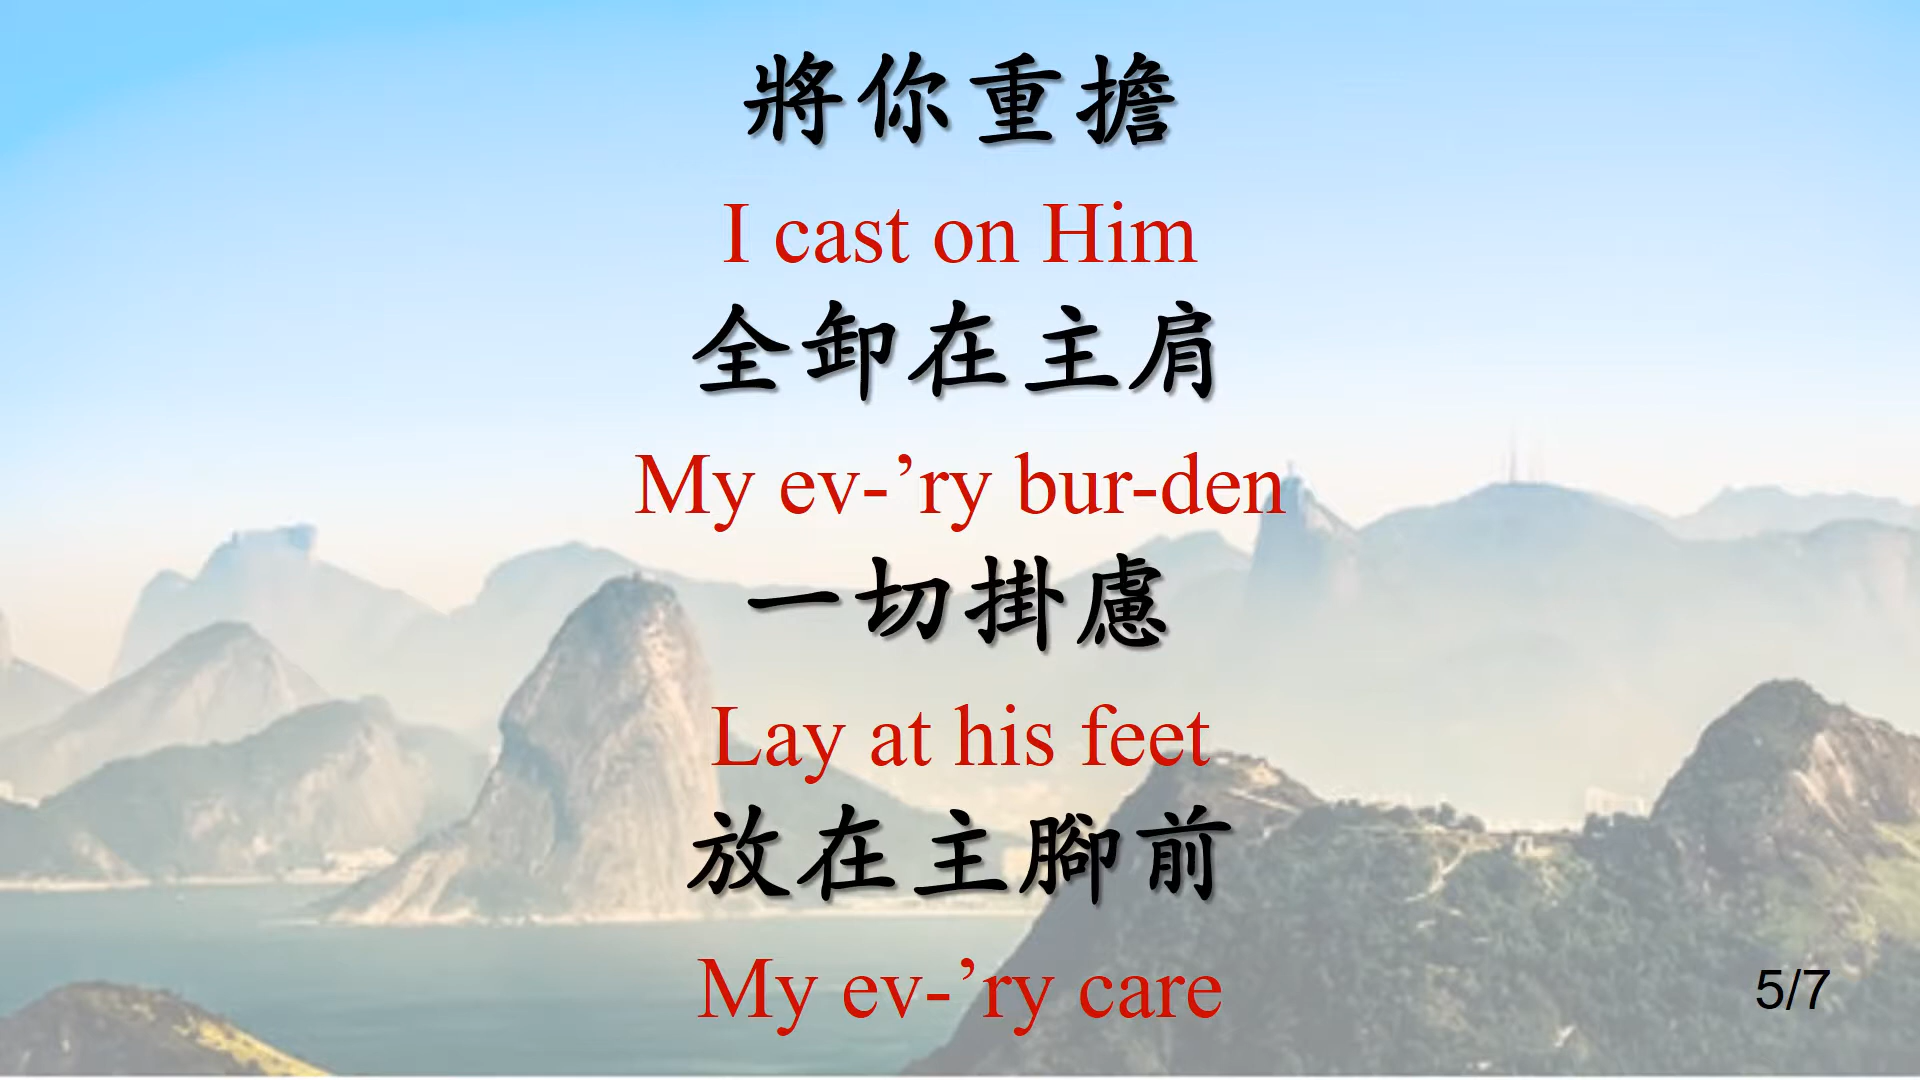 將你重擔
I cast on Him
全卸在主肩
My ev-’ry bur-den
一切掛慮
Lay at his feet
放在主腳前
My ev-’ry care
5/7